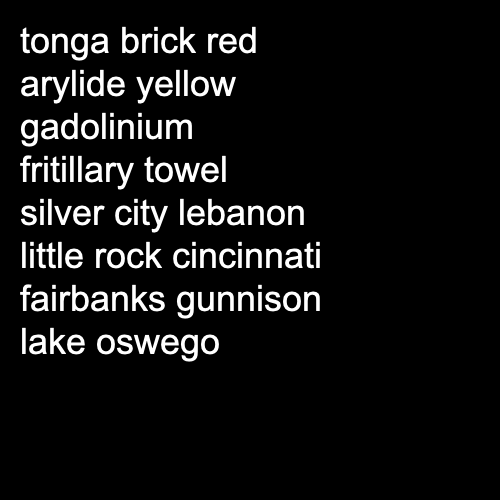 tonga brick red
arylide yellow
gadolinium
fritillary towel
silver city lebanon
little rock cincinnati
fairbanks gunnison
lake oswego